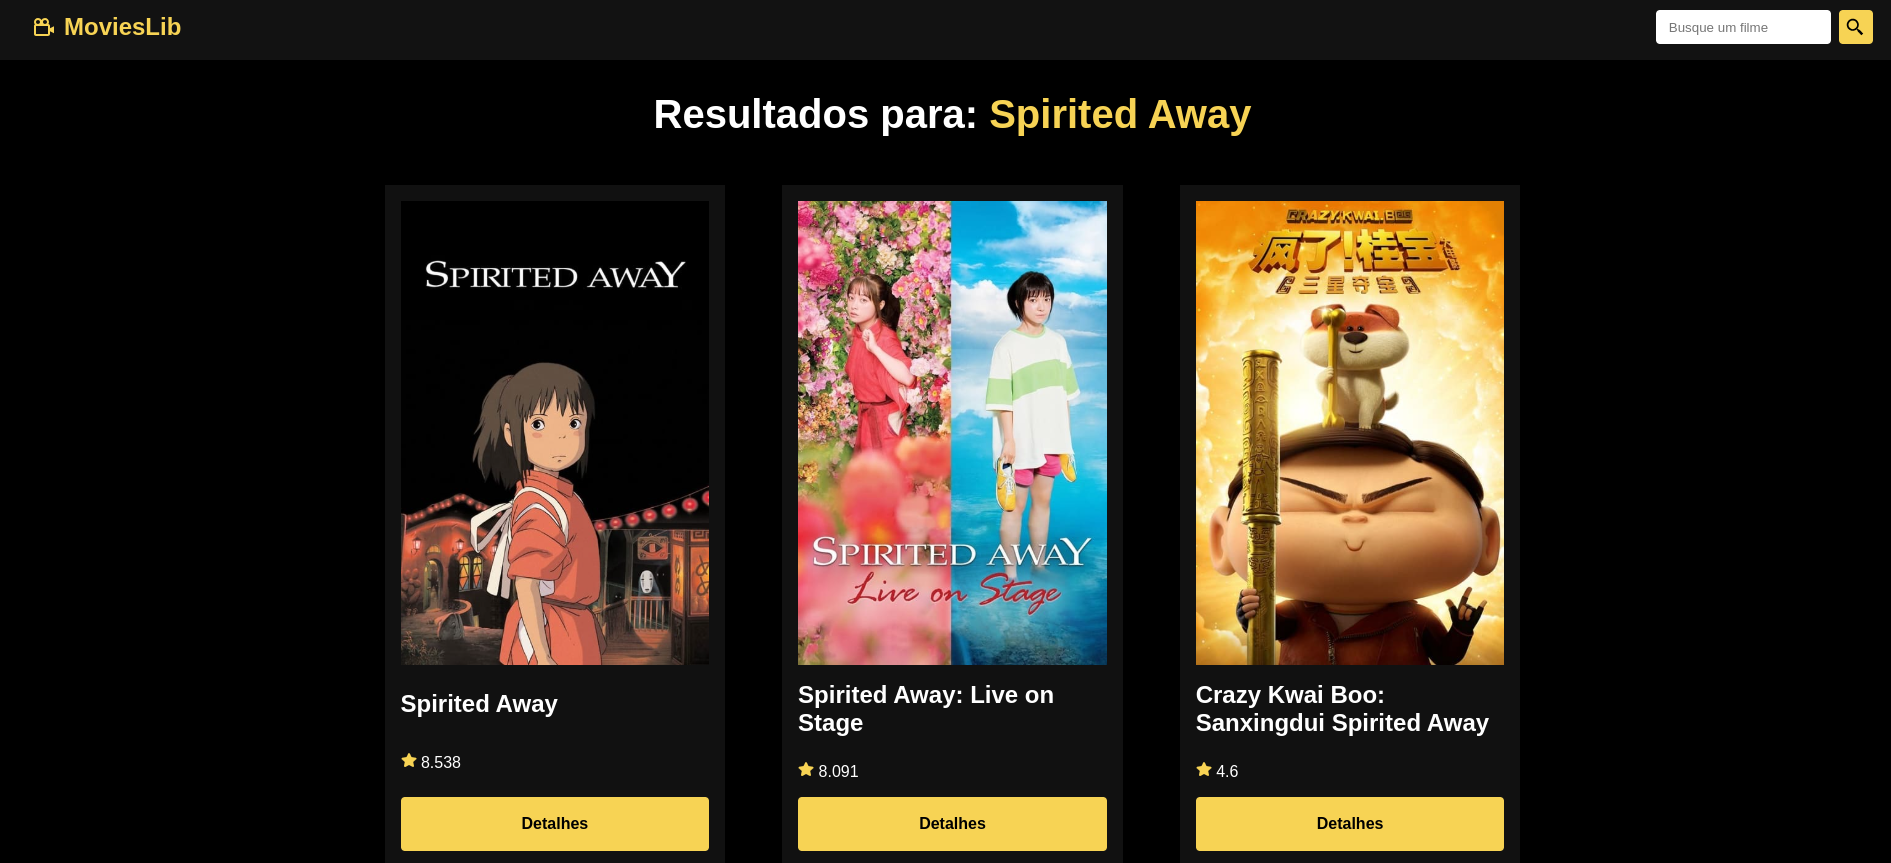 MoviesLib
Busque um filme
Resultados para: Spirited Away
SPIRITED AWAY
SPIRITED AWAY
Live on Stage
CRAZY KWAI BOO
疯了!桂宝
三星夺宝
Spirited Away
Spirited Away: Live on
Stage
Crazy Kwai Boo:
Sanxingdui Spirited Away
8.538
8.091
4.6
Detalhes
Detalhes
Detalhes